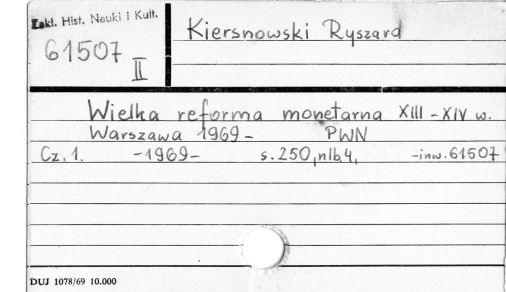 Zakł. Hist. Nauki i Kult.
61507
II
Kiersnowski Ryszard
Wielka reforma monetarna XIII-XIV w.
Warszawa 1969- PWN
Cz. 1. -1969- s. 250, nlb. 4, -inw. 61507
DUJ 1078/69 10.000